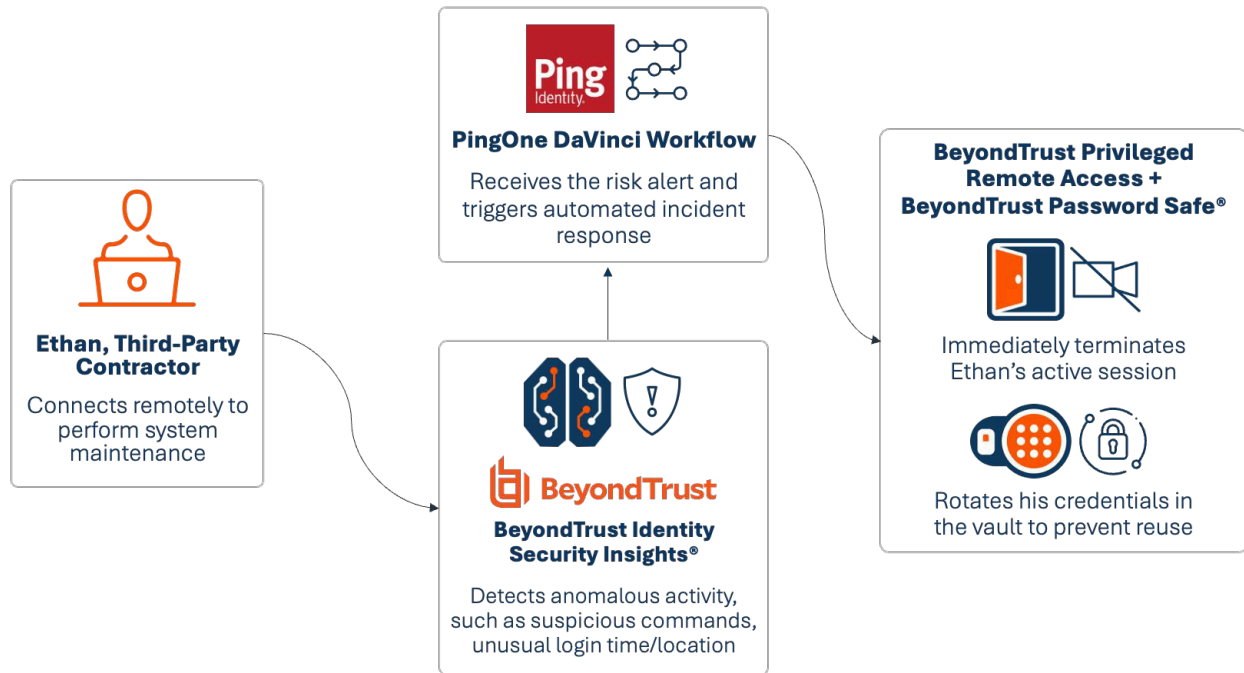 Ping
Identity.
PingOne DaVinci Workflow
Receives the risk alert and
triggers automated incident
response
Ethan, Third-Party
Contractor
Connects remotely to
perform system
maintenance
BeyondTrust
BeyondTrust Identity
Security Insights®
Detects anomalous activity,
such as suspicious commands,
unusual login time/location
BeyondTrust Privileged
Remote Access +
BeyondTrust Password Safe®
Immediately terminates
Ethan’s active session
Rotates his credentials in
the vault to prevent reuse